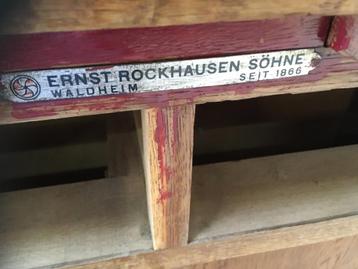 ERNST ROCKHAUSEN SÖHNE
WALDHEIM SEIT 1866